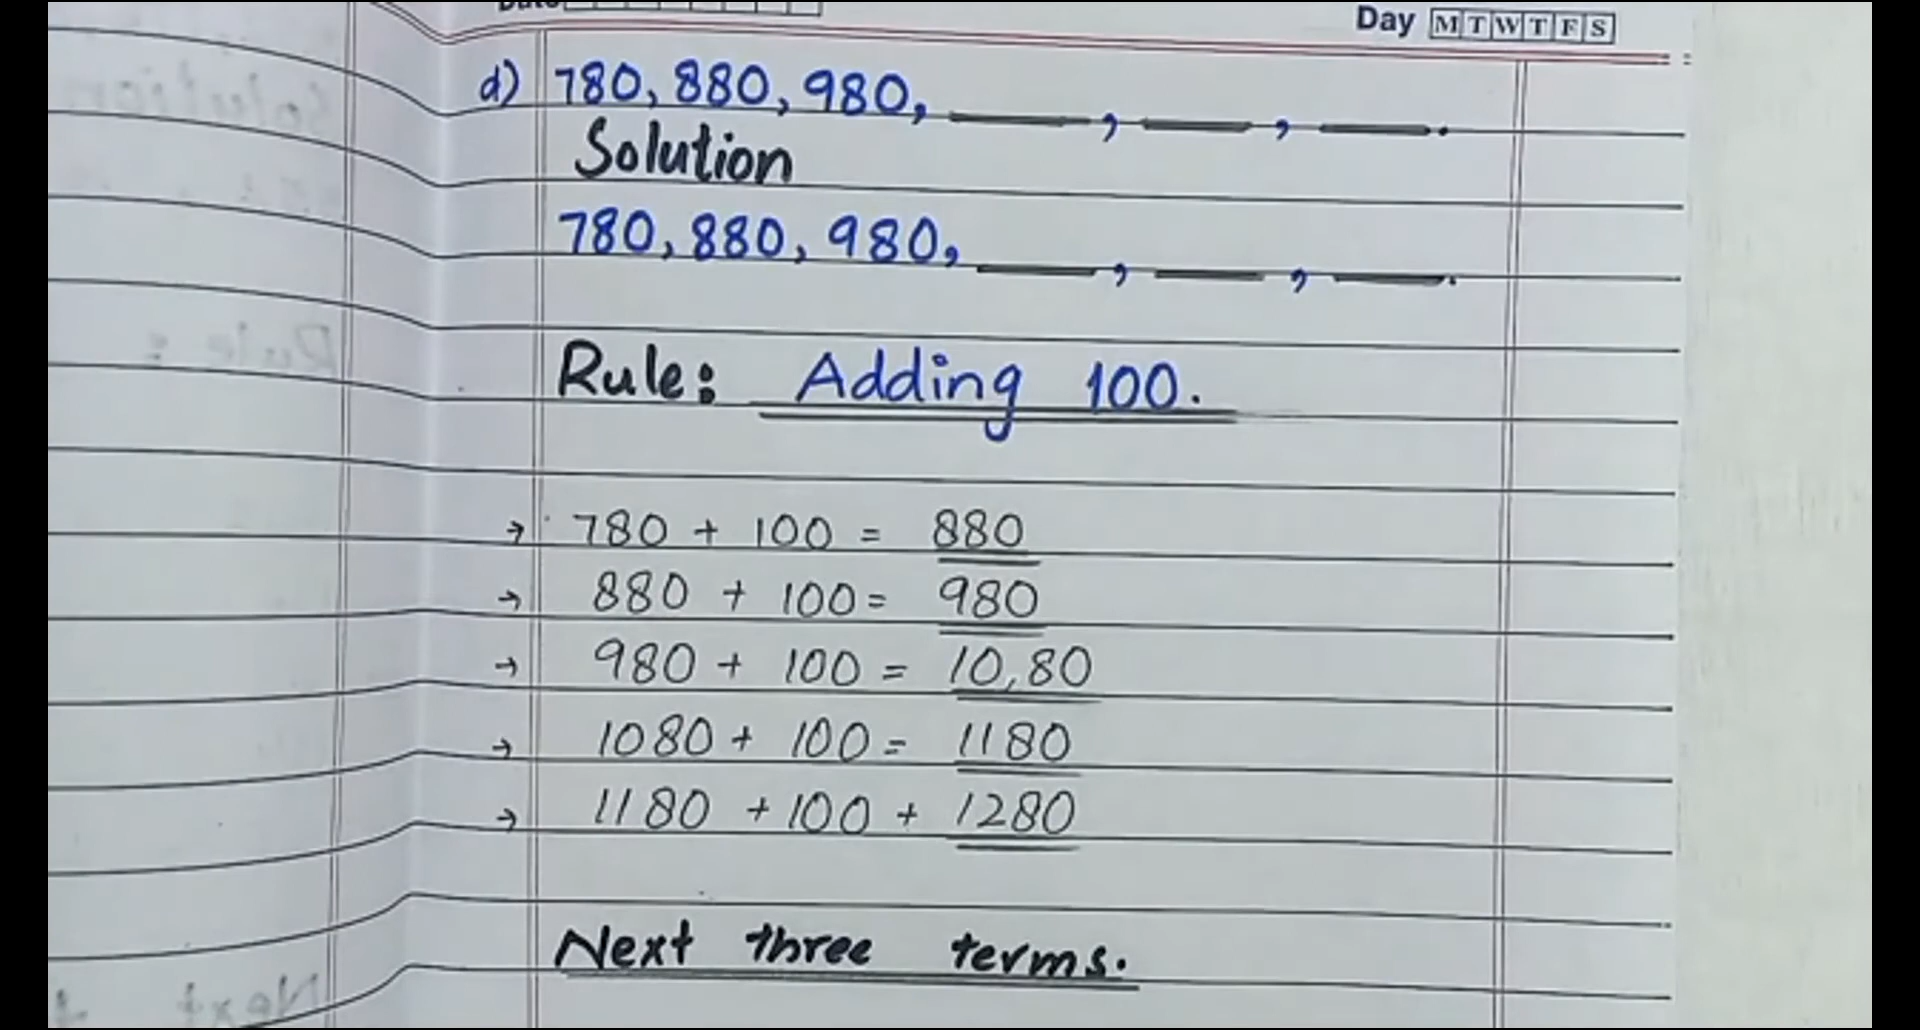 Date
Day M T W T F S
d) 780, 880, 980, ___, ___, ___.
Solution
780, 880, 980, ___, ___, ___.
Rule: Adding 100.
→ 780 + 100 = 880
→ 880 + 100 = 980
→ 980 + 100 = 10,80
→ 1080 + 100 = 1180
→ 1180 + 100 + 1280
Next three terms.